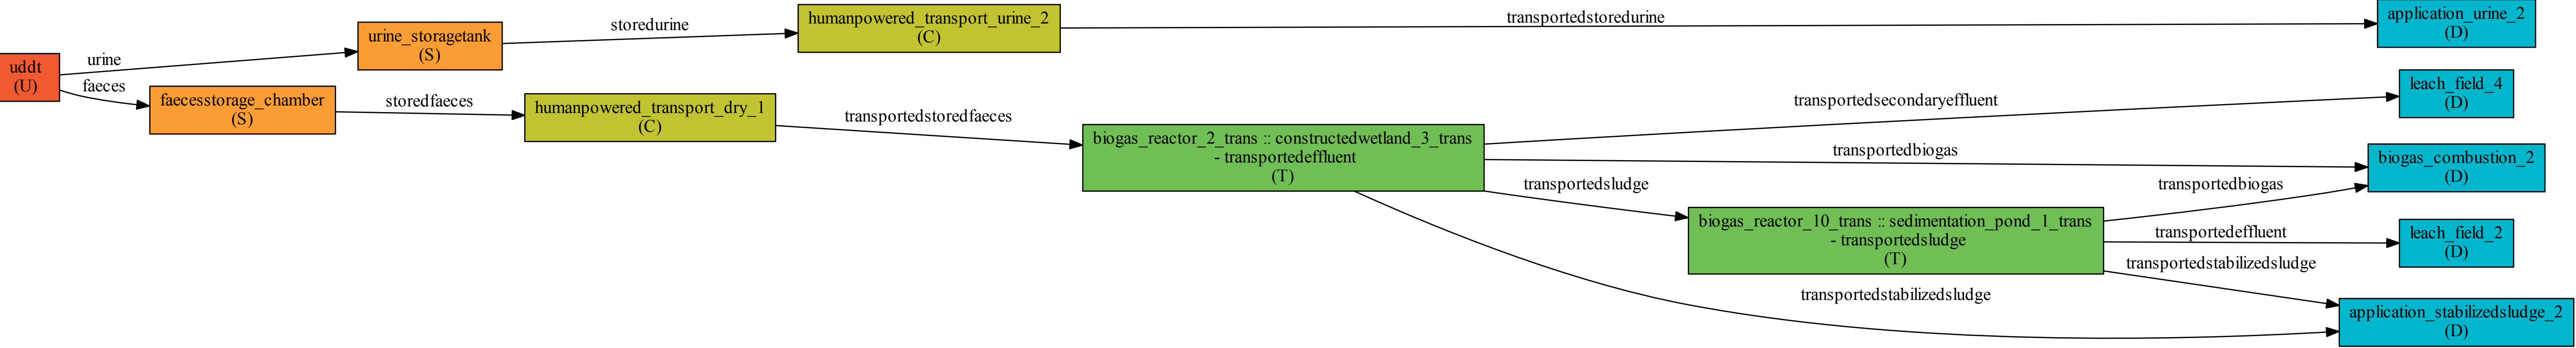 uddt
(U)
urine
faeces
urine_storagetank
(S)
faecesstorage_chamber
(S)
storedurine
storedfaeces
humanpowered_transport_urine_2
(C)
humanpowered_transport_dry_1
(C)
transportedstoredurine
transportedstoredfaeces
biogas_reactor_2_trans :: constructedwetland_3_trans
- transportedeffluent
(T)
transportedsecondaryeffluent
transportedbiogas
transportedsludge
transportedstabilizedsludge
biogas_reactor_10_trans :: sedimentation_pond_1_trans
- transportedsludge
(T)
transportedbiogas
transportedeffluent
transportedstabilizedsludge
application_urine_2
(D)
leach_field_4
(D)
biogas_combustion_2
(D)
leach_field_2
(D)
application_stabilizedsludge_2
(D)